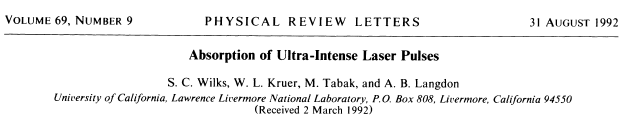 VOLUME 69, NUMBER 9 PHYSICAL REVIEW LETTERS 31 AUGUST 1992
Absorption of Ultra-Intense Laser Pulses
S. C. Wilks, W. L. Kruer, M. Tabak, and A. B. Langdon
University of California, Lawrence Livermore National Laboratory, P.O. Box 808, Livermore, California 94550
(Received 2 March 1992)